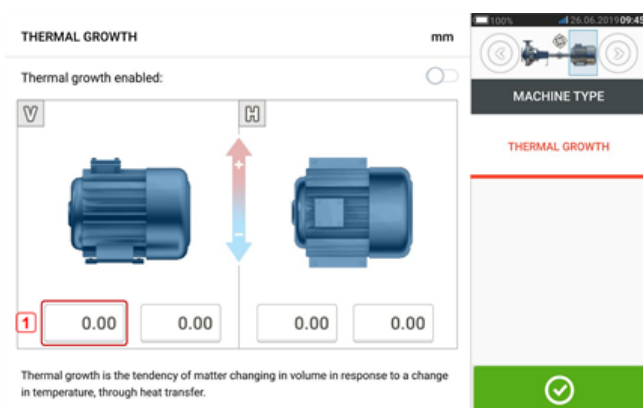 THERMAL GROWTH mm
Thermal growth enabled:
V H
+
−
1 0.00 0.00 0.00 0.00
Thermal growth is the tendency of matter changing in volume in response to a change
in temperature, through heat transfer.
100% 26.06.2019 09:45
MACHINE TYPE
THERMAL GROWTH